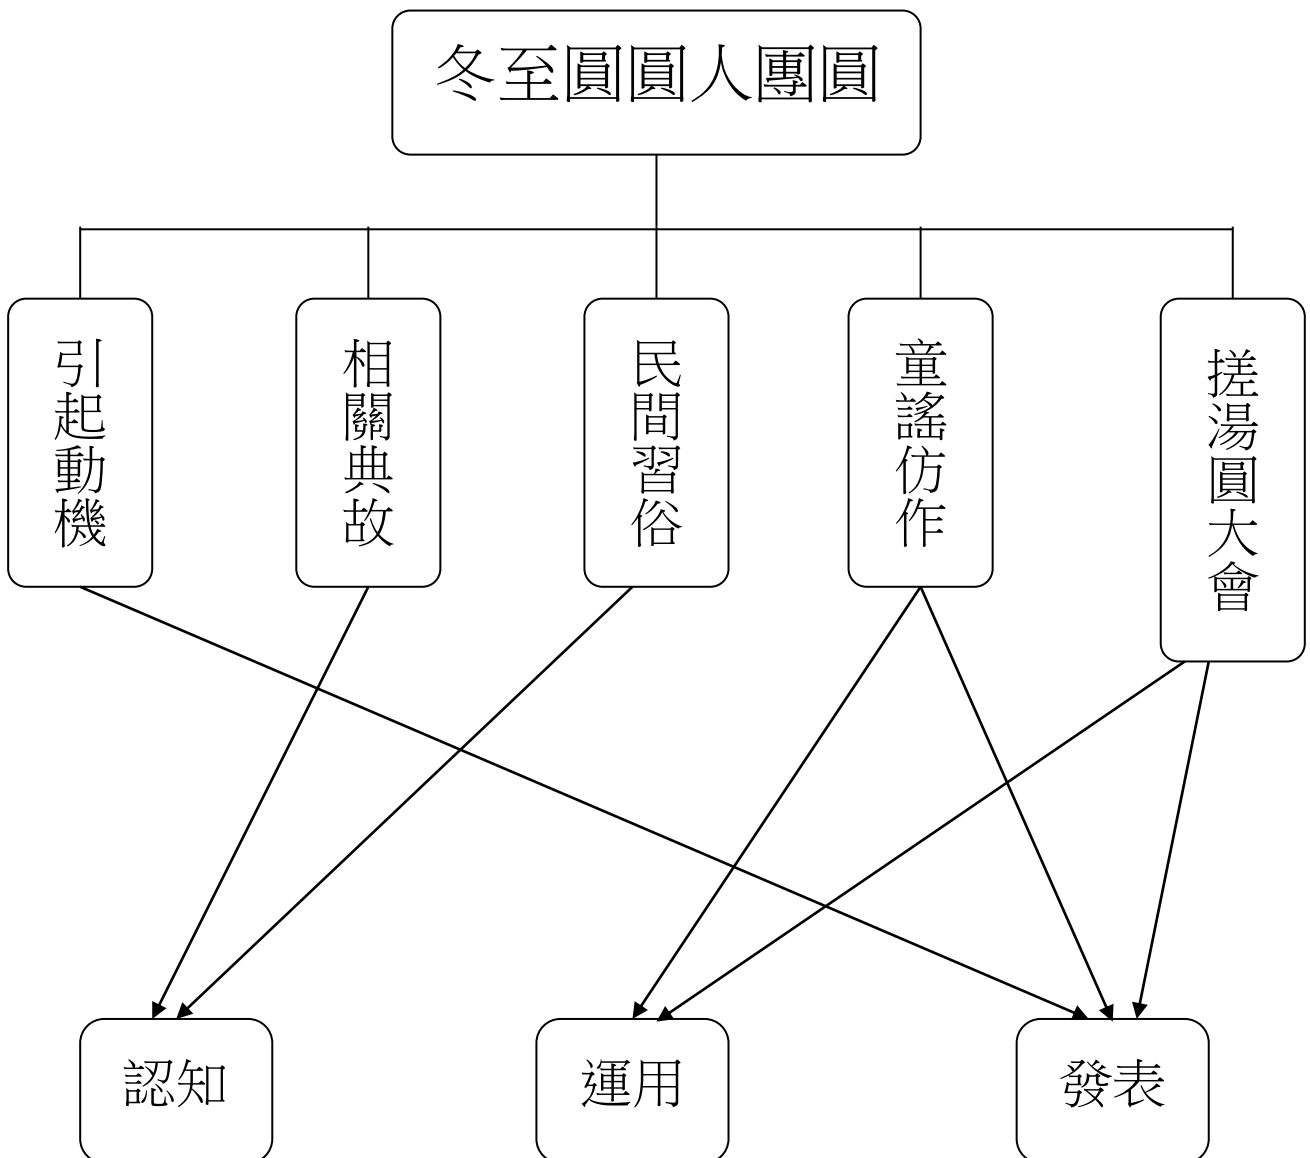 冬至圓圓人團圓
引起動機
相關典故
民間習俗
童謠仿作
搓湯圓大會
認知
運用
發表